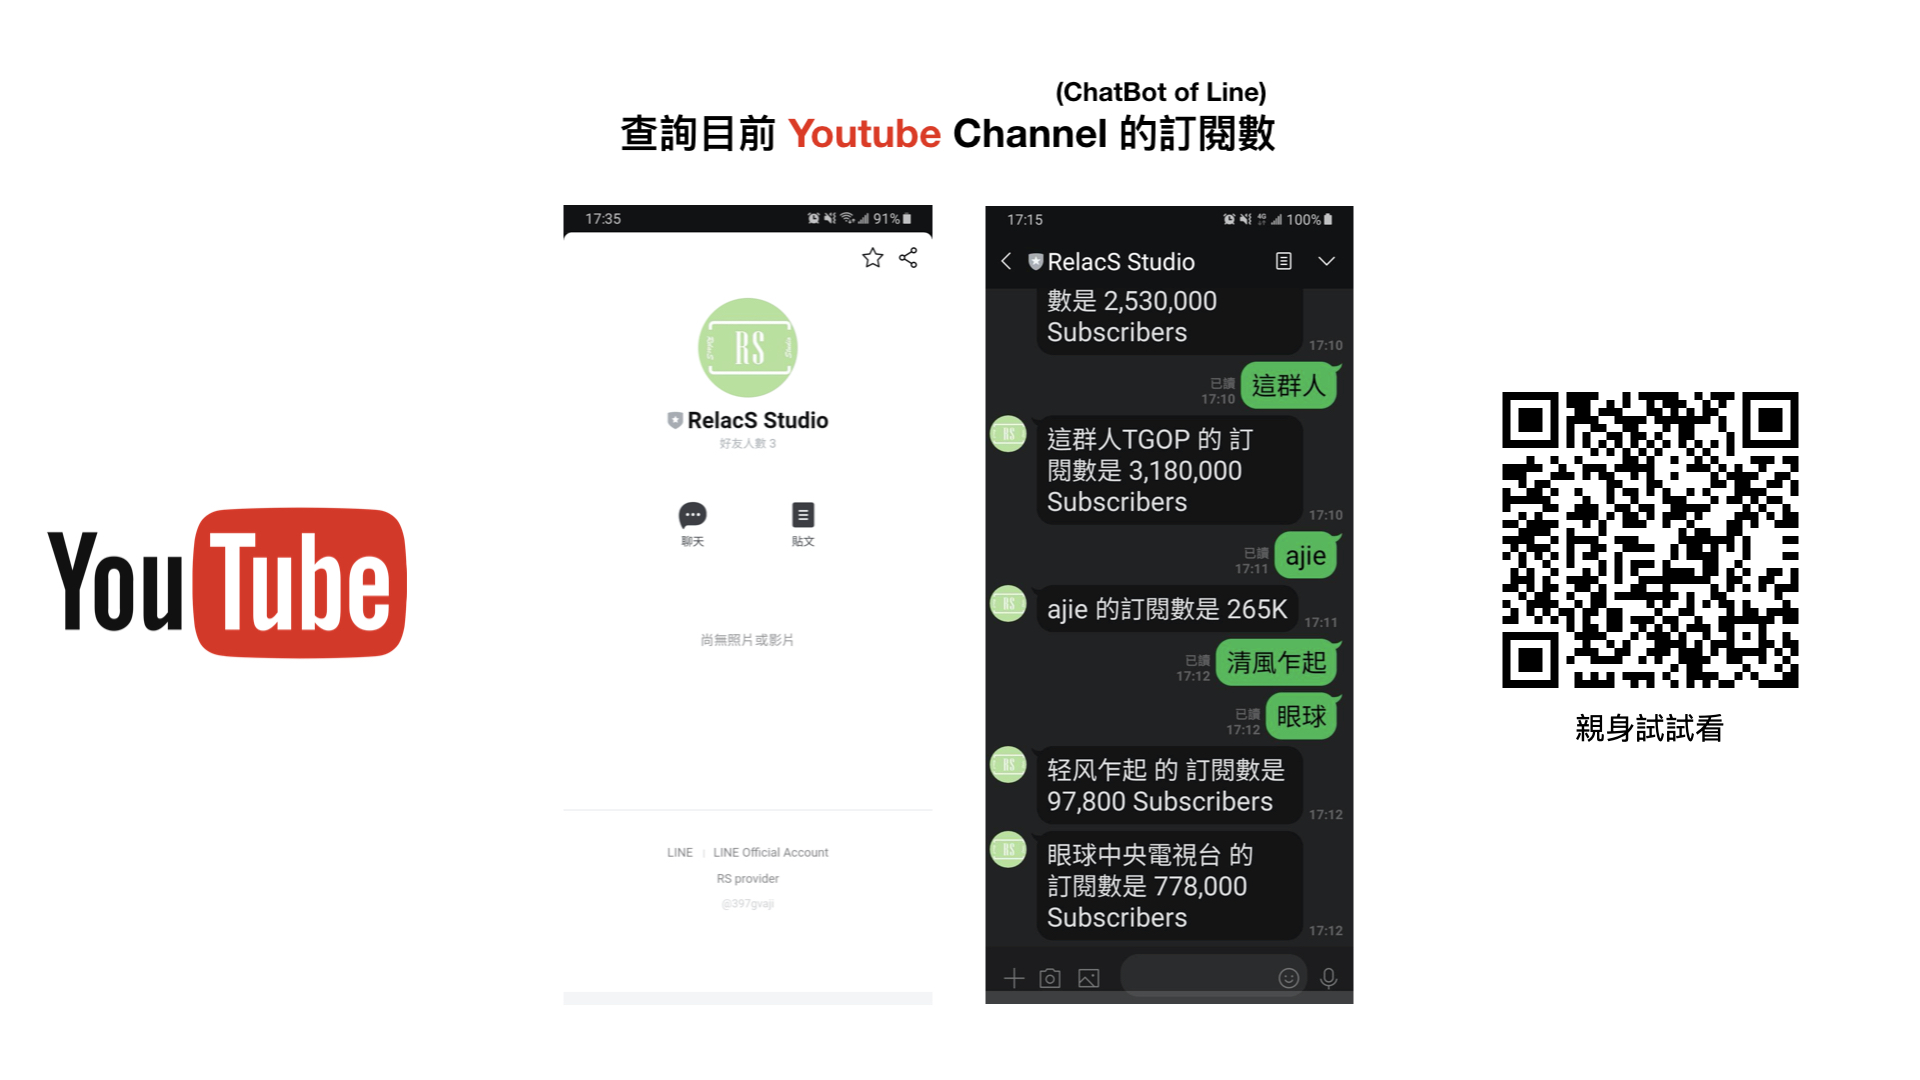 (ChatBot of Line)
查詢目前 Youtube Channel 的訂閱數
YouTube
17:35
91%
RS
RelacS Studio
好友人數 3
聊天
貼文
尚無照片或影片
LINE | LINE Official Account
RS provider
@397gvaji
17:15
100%
RelacS Studio
數是 2,530,000
Subscribers
17:10
已讀
17:10
這群人
RS
這群人TGOP 的 訂
閱數是 3,180,000
Subscribers
17:10
已讀
17:11
ajie
RS
ajie 的訂閱數是 265K
17:11
已讀
17:12
清風乍起
已讀
17:12
眼球
RS
轻风乍起 的 訂閱數是
97,800 Subscribers
17:12
RS
眼球中央電視台 的
訂閱數是 778,000
Subscribers
17:12
親身試試看